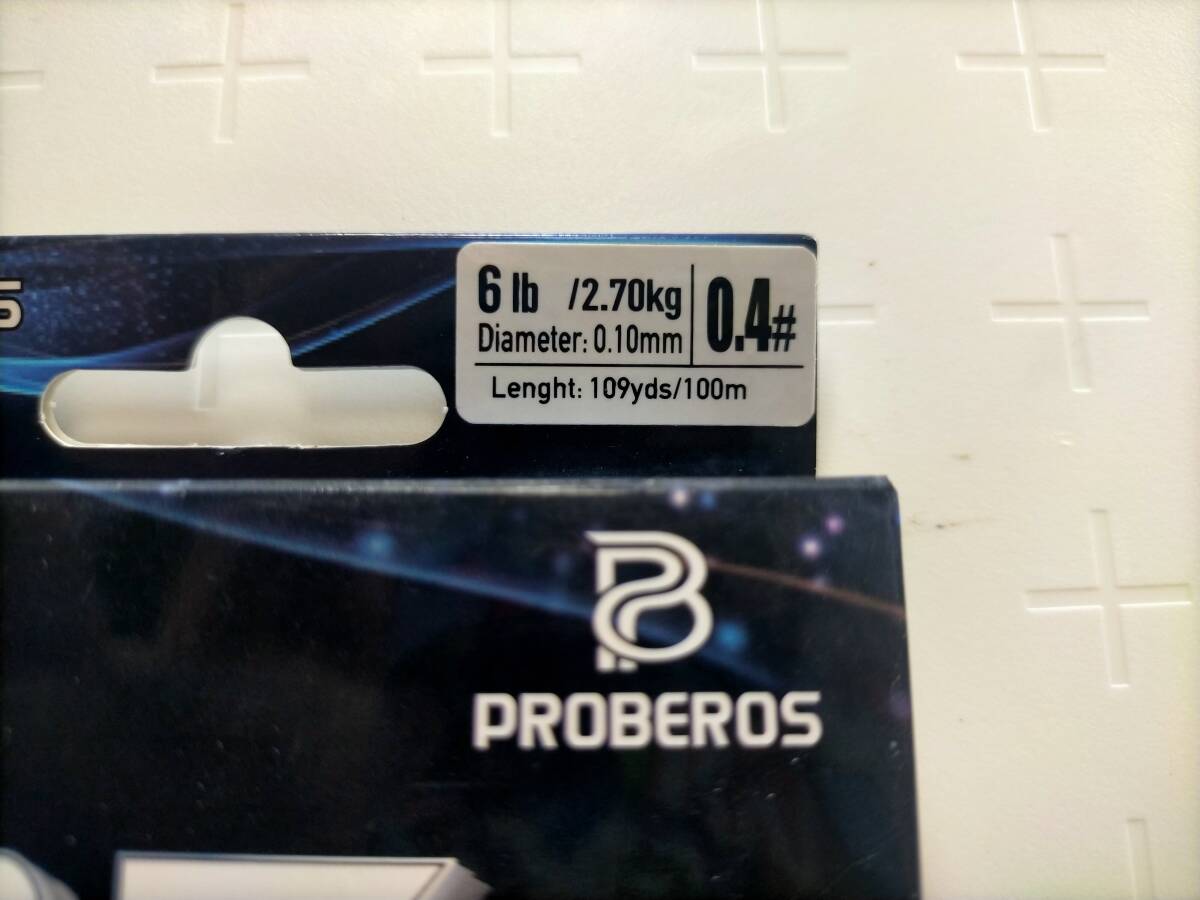 6 lb /2.70kg
Diameter: 0.10mm
0.4#
Lenght: 109yds/100m
PROBEROS